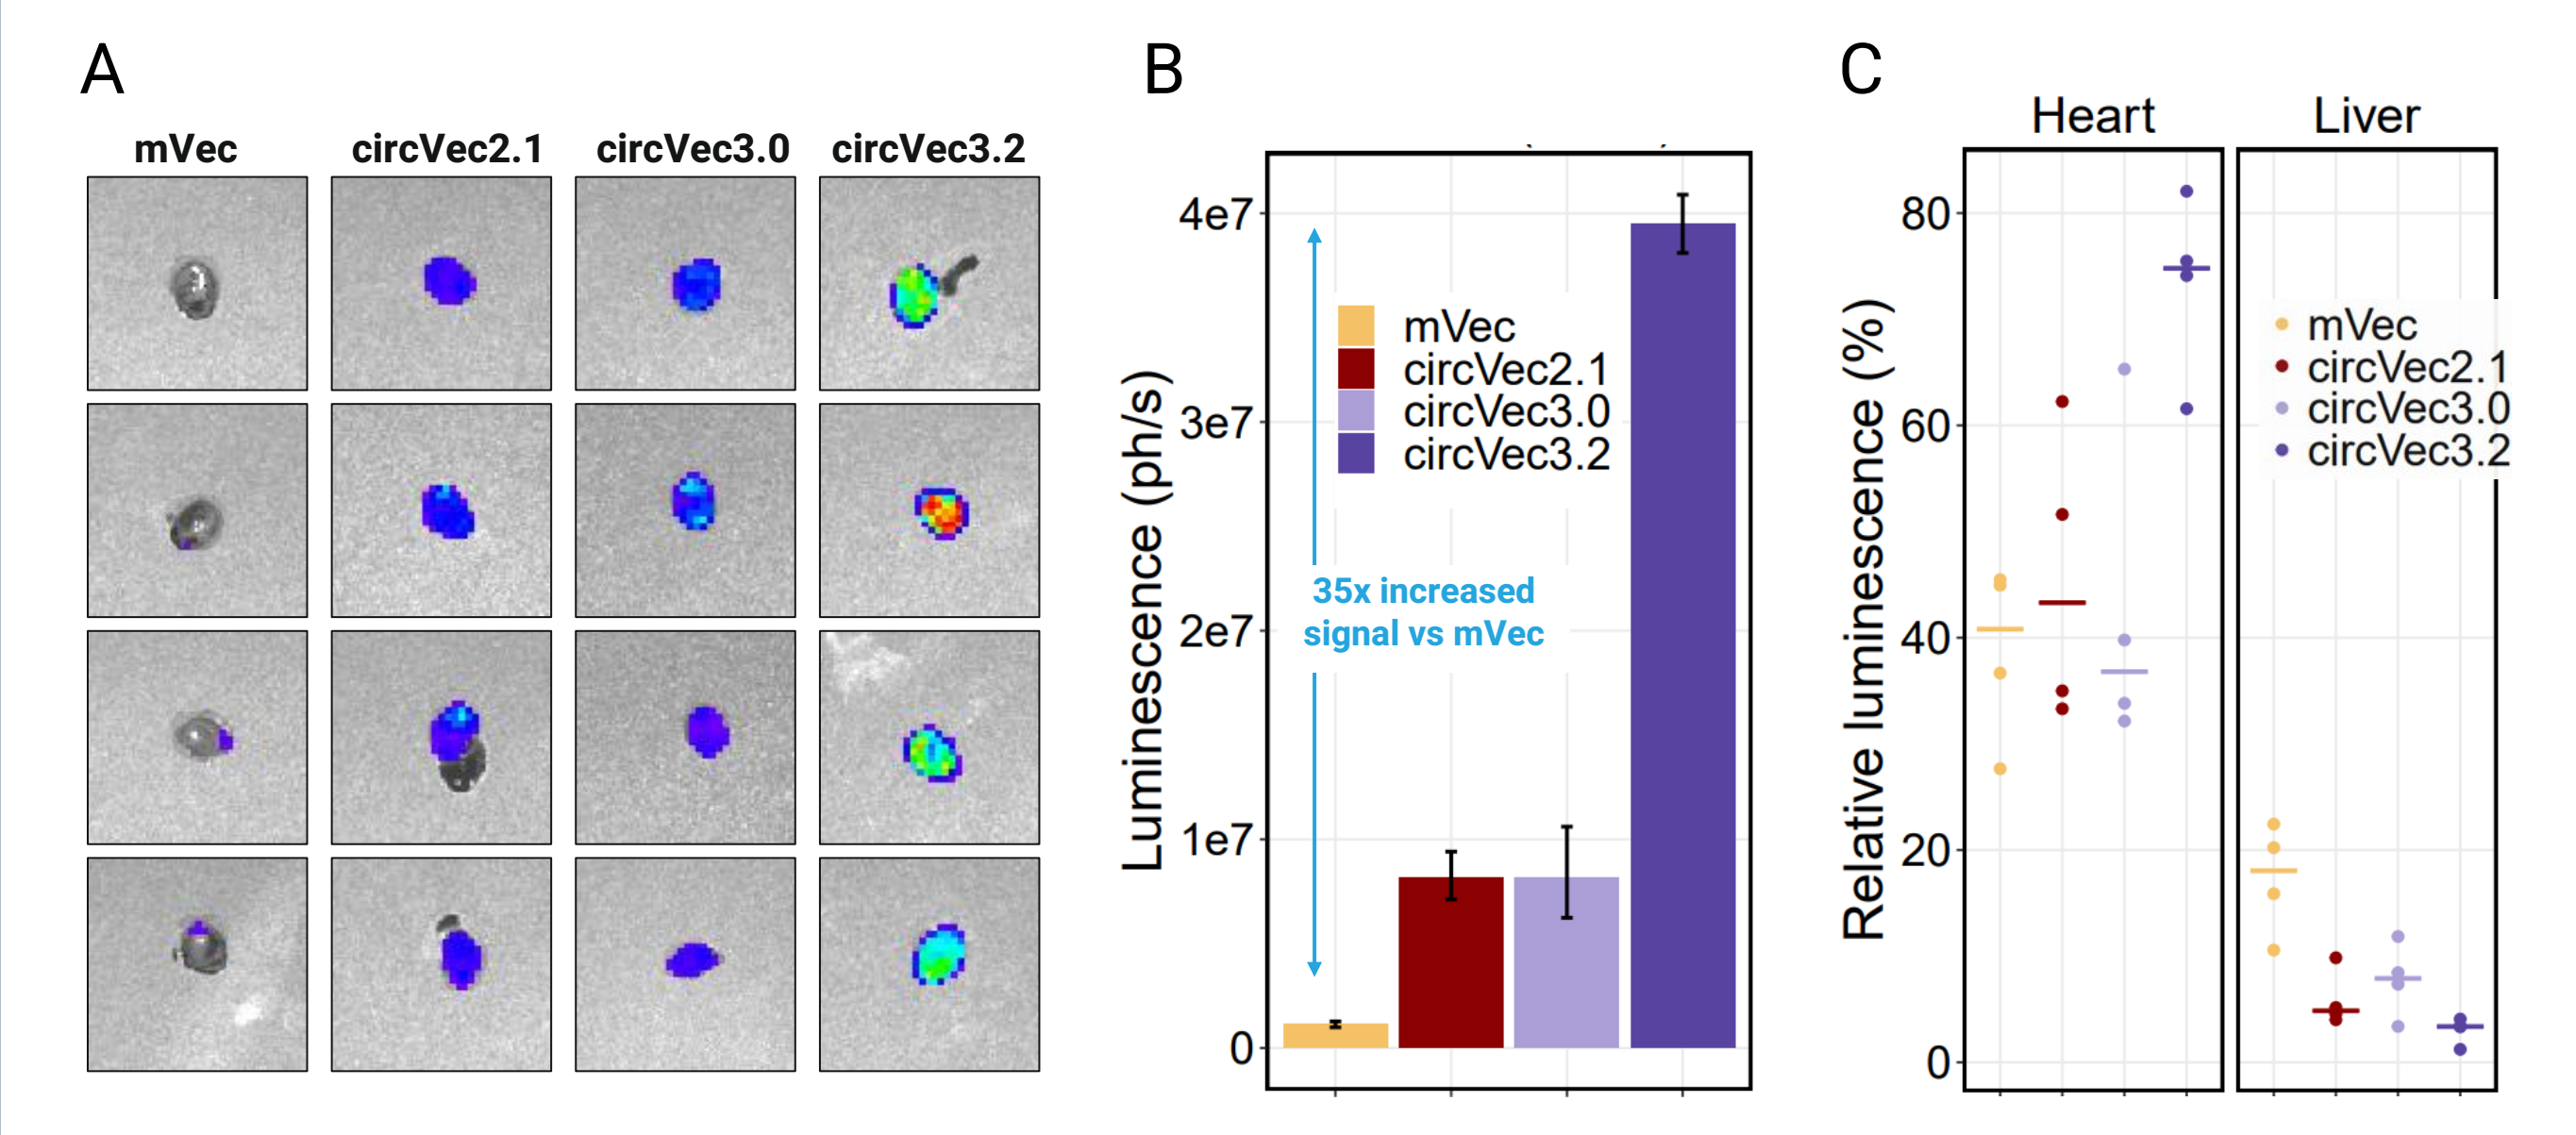 A
mVec
circVec2.1
circVec3.0
circVec3.2
B
Luminescence (ph/s)
4e7
3e7
2e7
1e7
0
mVec
circVec2.1
circVec3.0
circVec3.2
35x increased
signal vs mVec
C
Heart
Liver
Relative luminescence (%)
80
60
40
20
0
mVec
circVec2.1
circVec3.0
circVec3.2